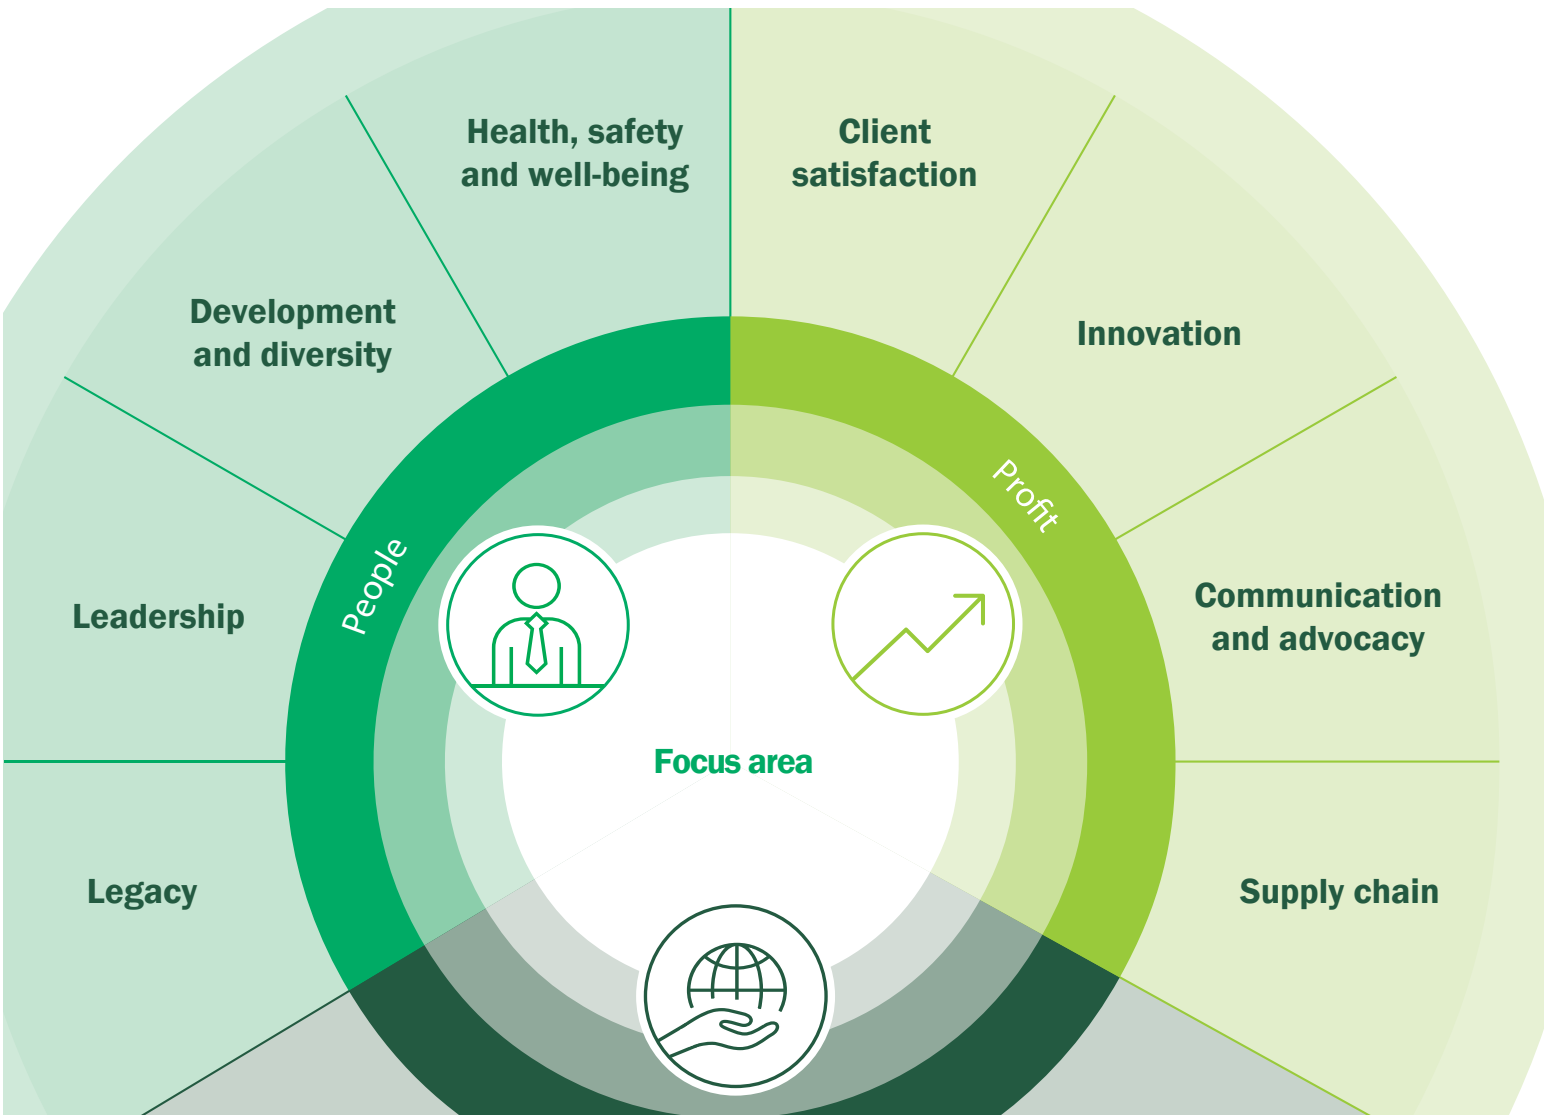 Health, safety
and well-being
Client
satisfaction
Development
and diversity
Innovation
Leadership
Communication
and advocacy
Legacy
Supply chain
People
Profit
Focus area